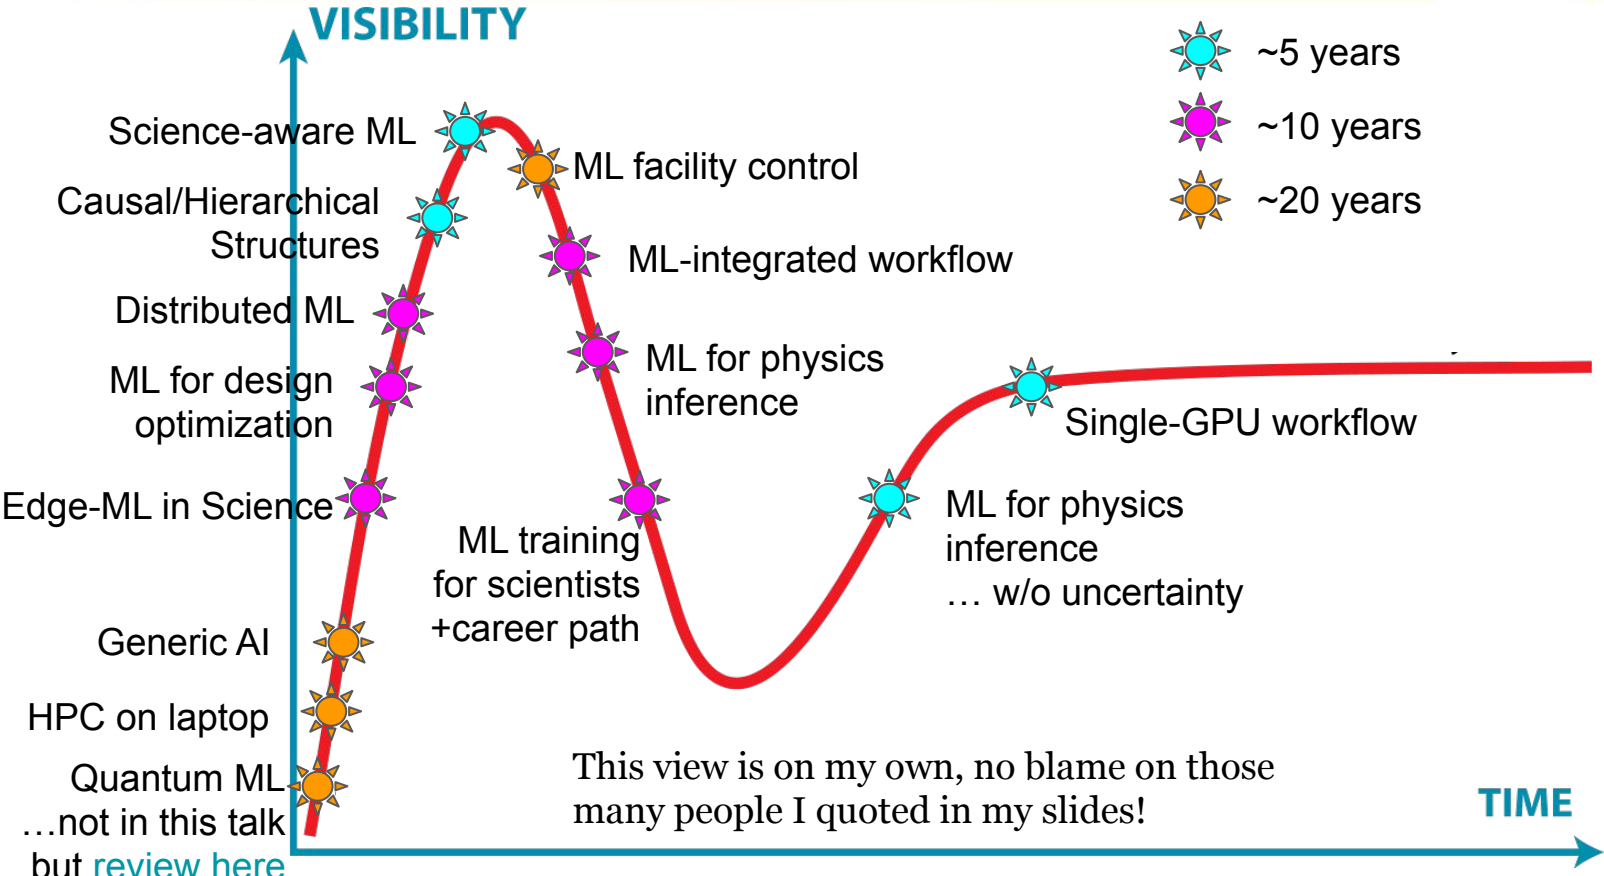 VISIBILITY
~5 years
~10 years
~20 years
Science-aware ML
ML facility control
Causal/Hierarchical
Structures
ML-integrated workflow
Distributed ML
ML for physics
inference
ML for design
optimization
Single-GPU workflow
Edge-ML in Science
ML for physics
inference
… w/o uncertainty
ML training
for scientists
+career path
Generic AI
HPC on laptop
Quantum ML
…not in this talk
but review here
This view is on my own, no blame on those
many people I quoted in my slides!
TIME